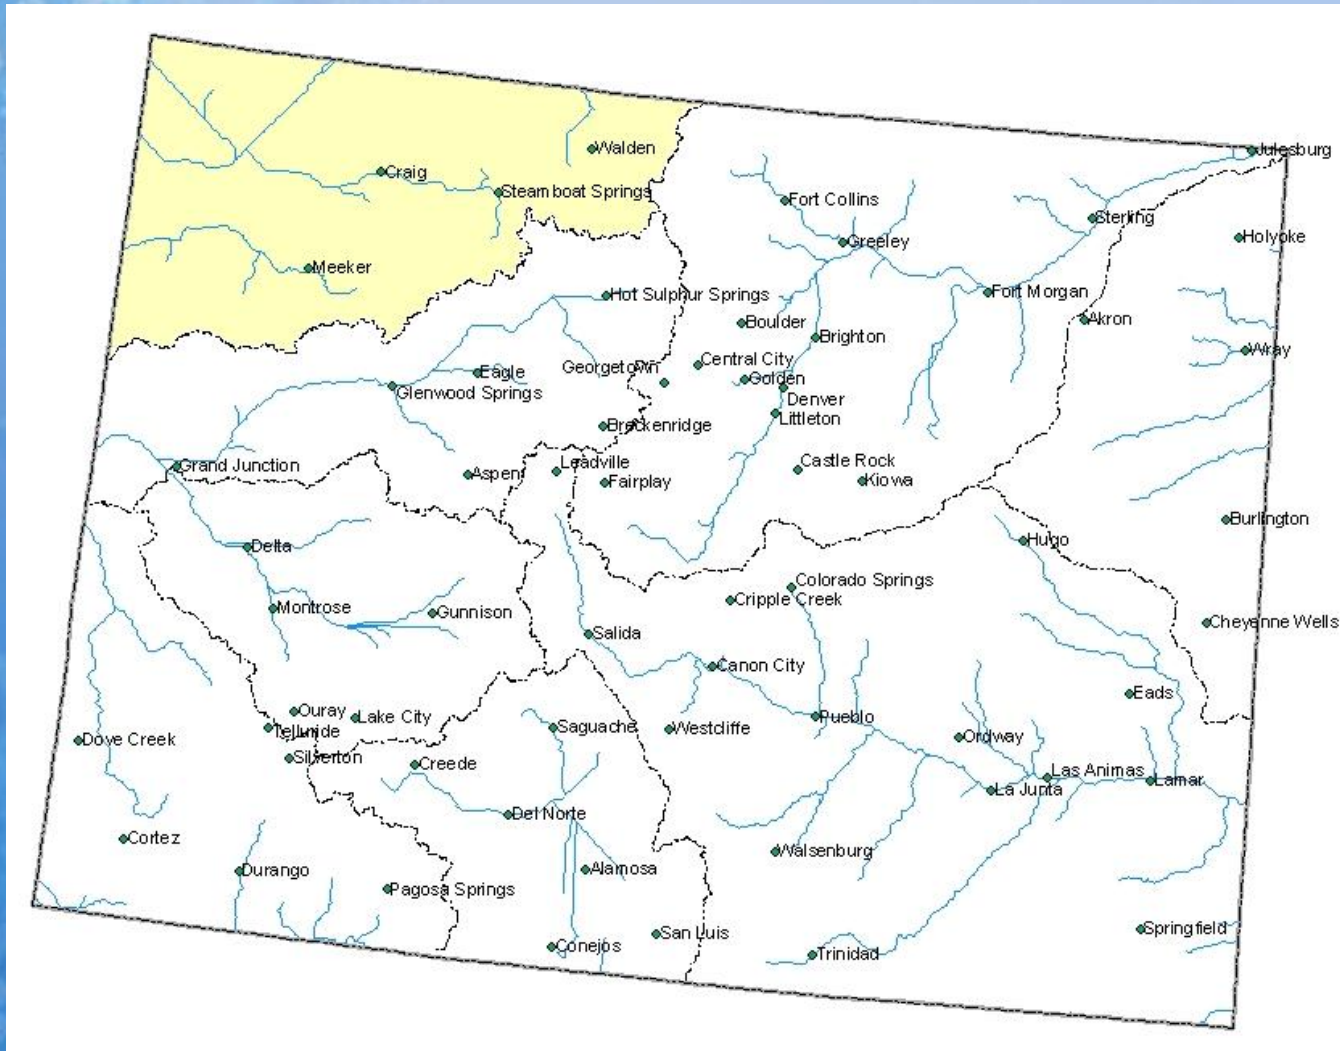 Julesburg
Walden
Craig
Steamboat Springs
Fort Collins
Sterling
Holyoke
Greeley
Meeker
Hot Sulphur Springs
Fort Morgan
Boulder
Akron
Brighton
Wray
Central City
Georgetown
Eagle
Golden
Glenwood Springs
Denver
Littleton
Breckenridge
Leadville
Castle Rock
Grand Junction
Aspen
Fairplay
Kiowa
Burlington
Hugo
Delta
Colorado Springs
Cripple Creek
Montrose
Gunnison
Cheyenne Wells
Salida
Canon City
Eads
Ouray
Lake City
Pueblo
Telluride
Saguache
Westcliffe
Ordway
Dove Creek
Silverton
Creede
Las Animas
Lamar
La Junta
Del Norte
Cortez
Walsenburg
Durango
Alamosa
Pagosa Springs
Springfield
San Luis
Conejos
Trinidad